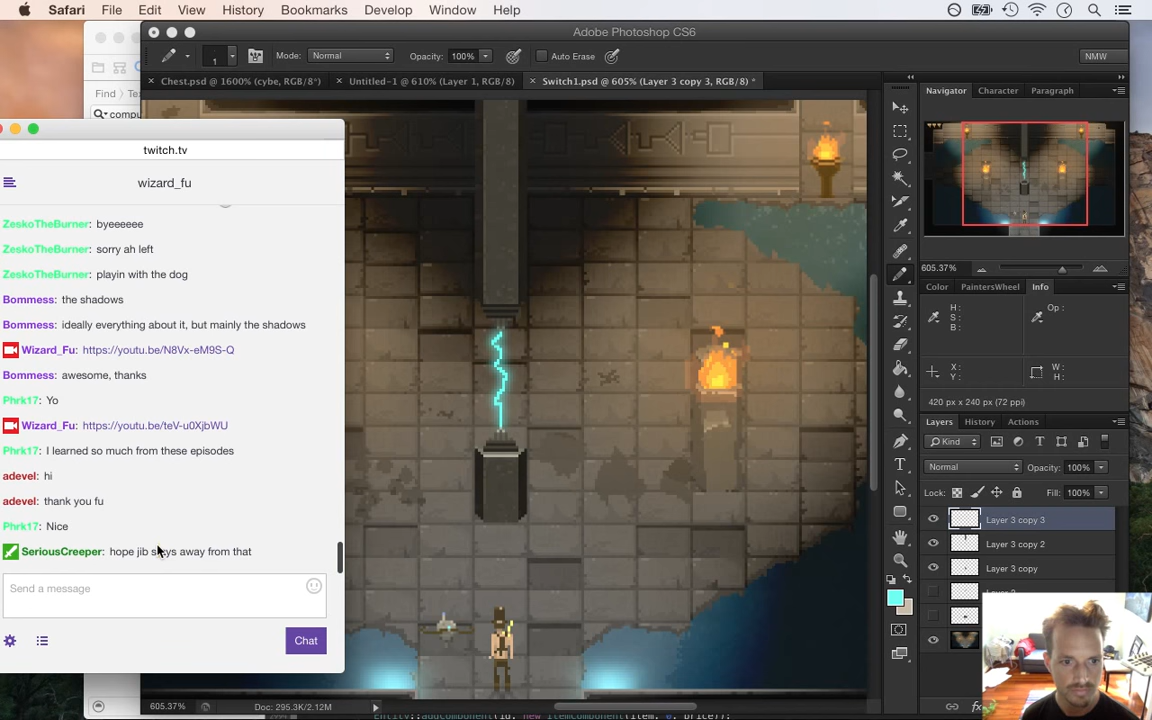 Safari File Edit View History Bookmarks Develop Window Help
Adobe Photoshop CS6
1 Mode: Normal Opacity: 100% Auto Erase NMW
Chest.psd @ 1600% (cybe, RGB/8*) Untitled-1 @ 610% (Layer 1, RGB/8) Switch1.psd @ 605% (Layer 3 copy 3, RGB/8) *
Find
compu
twitch.tv
wizard_fu
ZeskoTheBurner: byeeeeee
ZeskoTheBurner: sorry ah left
ZeskoTheBurner: playin with the dog
Bommess: the shadows
Bommess: ideally everything about it, but mainly the shadows
Wizard_Fu: https://youtu.be/N8Vx-eM9S-Q
Bommess: awesome, thanks
Phrk17: Yo
Wizard_Fu: https://youtu.be/teV-u0XjbWU
Phrk17: I learned so much from these episodes
adevel: hi
adevel: thank you fu
Phrk17: Nice
SeriousCreeper: hope jib stays away from that
Send a message
Chat
605.37% Doc: 295.3K/2.12M
Navigator Character Paragraph
605.37%
Color PaintersWheel Info
H: Op:
S:
B:
X: W:
Y: H:
420 px x 240 px (72 ppi)
Layers History Actions
Kind
Normal Opacity: 100%
Lock: Fill: 100%
Layer 3 copy 3
Layer 3 copy 2
Layer 3 copy